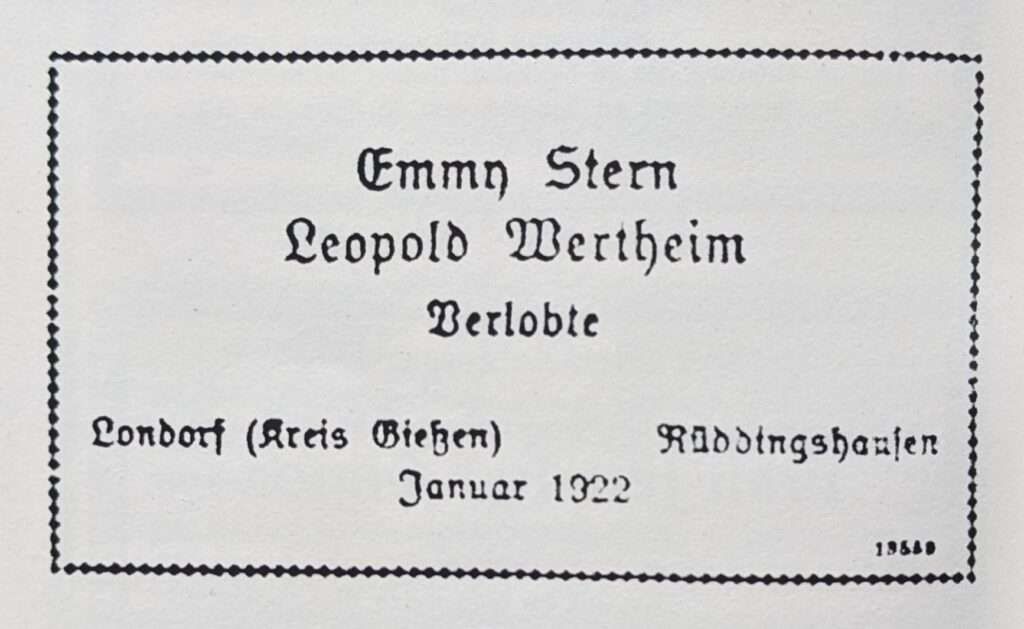 Emmy Stern
Leopold Wertheim
Verlobte
Londorf (Kreis Gießen) Rüddingshausen
Januar 1922